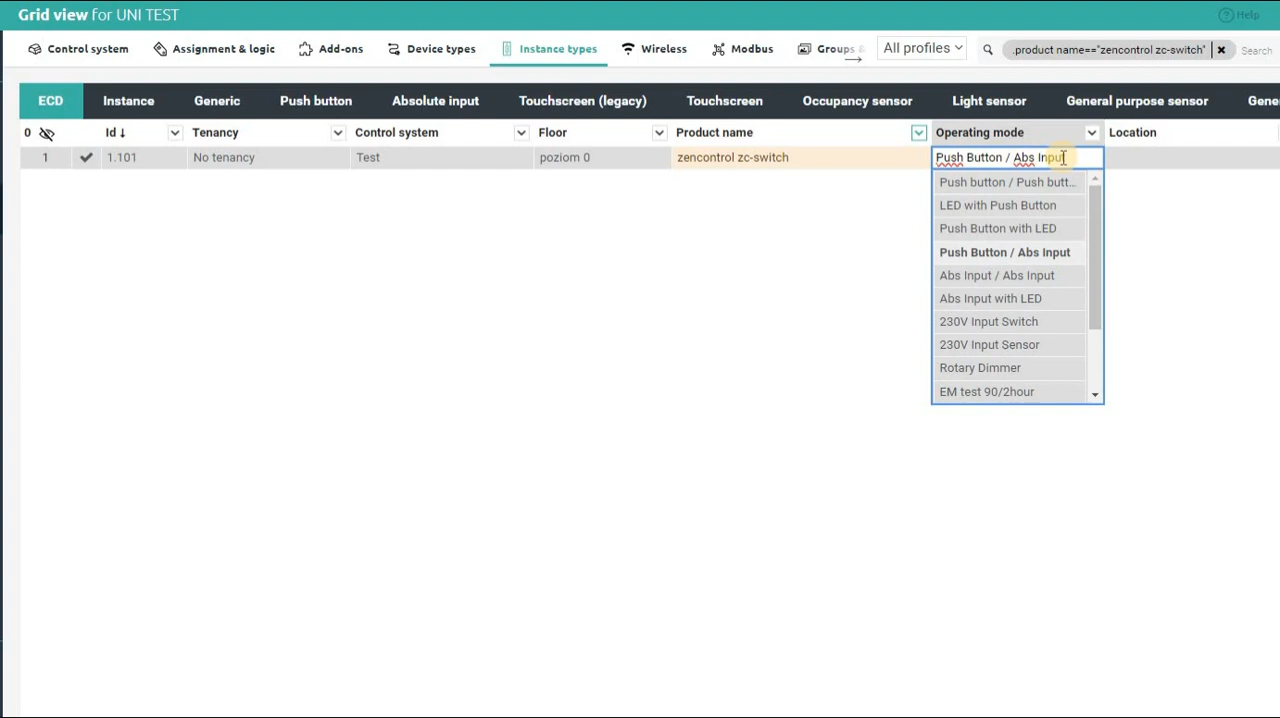 Grid view for UNI TEST
Help
Control system
Assignment & logic
Add-ons
Device types
Instance types
Wireless
Modbus
Groups
All profiles
.product name=="zencontrol zc-switch"
Search
ECD
Instance
Generic
Push button
Absolute input
Touchscreen (legacy)
Touchscreen
Occupancy sensor
Light sensor
General purpose sensor
Gene
0
Id ↓
Tenancy
Control system
Floor
Product name
Operating mode
Location
1
1.101
No tenancy
Test
poziom 0
zencontrol zc-switch
Push Button / Abs Input
Push button / Push butt...
LED with Push Button
Push Button with LED
Push Button / Abs Input
Abs Input / Abs Input
Abs Input with LED
230V Input Switch
230V Input Sensor
Rotary Dimmer
EM test 90/2hour